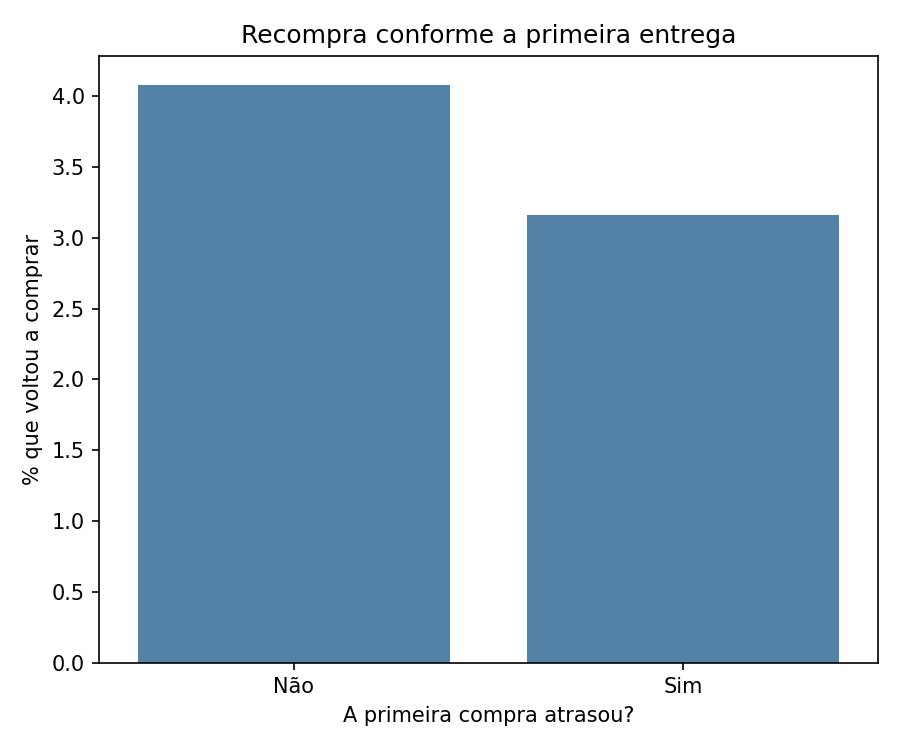 Recompra conforme a primeira entrega
% que voltou a comprar
4.0
3.5
3.0
2.5
2.0
1.5
1.0
0.5
0.0
Não Sim
A primeira compra atrasou?